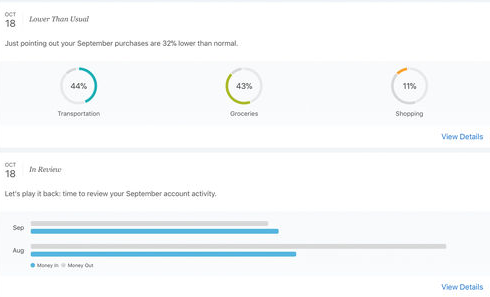 OCT
18
Lower Than Usual
Just pointing out your September purchases are 32% lower than normal.
44% 43% 11%
Transportation Groceries Shopping
View Details
OCT
18
In Review
Let's play it back: time to review your September account activity.
Sep
Aug
Money In Money Out
View Details